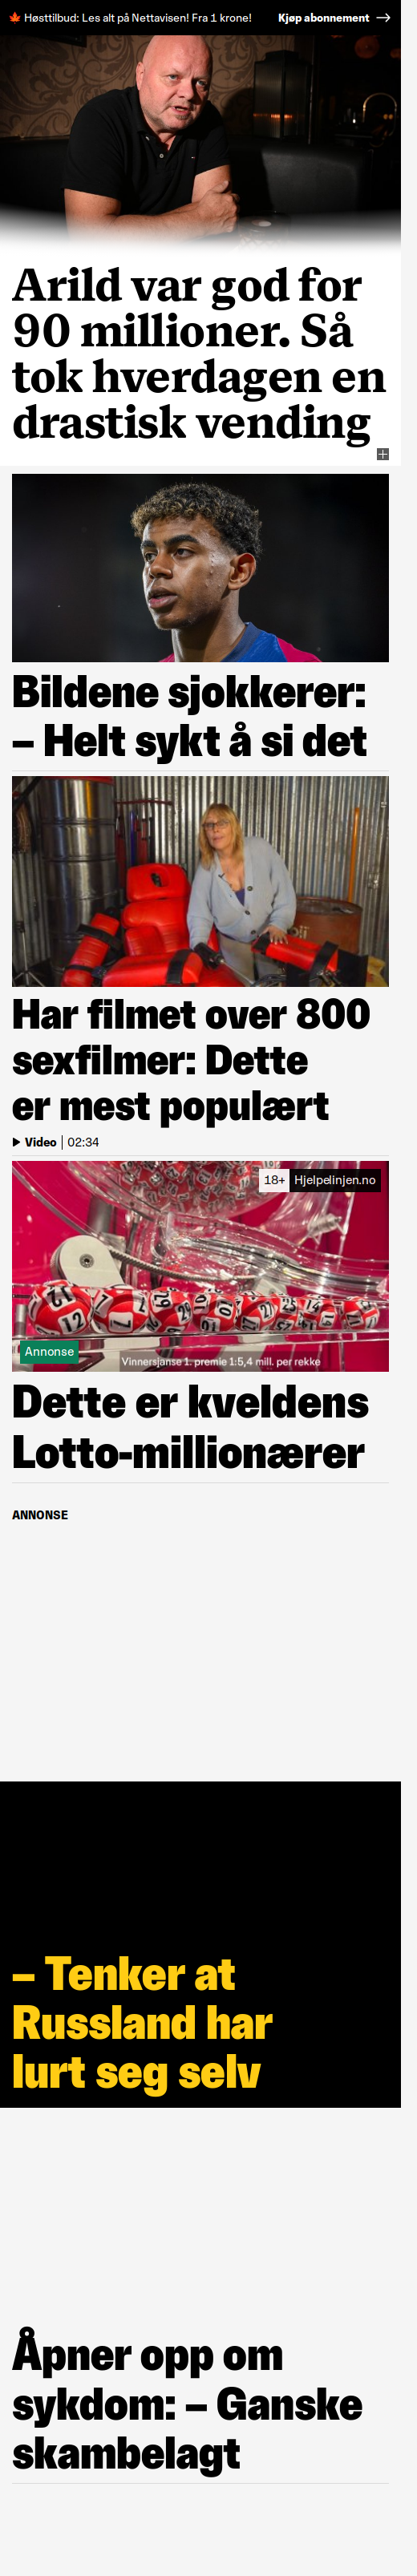 🍁 Høsttilbud: Les alt på Nettavisen! Fra 1 krone! Kjøp abonnement →
Arild var god for
90 millioner. Så
tok hverdagen en
drastisk vending
Bildene sjokkerer:
– Helt sykt å si det
Har filmet over 800
sexfilmer: Dette
er mest populært
Video | 02:34
18+ Hjelpelinjen.no
Annonse
Vinnersjanse 1. premie 1:5,4 mill. per rekke
Dette er kveldens
Lotto-millionærer
ANNONSE
– Tenker at
Russland har
lurt seg selv
Åpner opp om
sykdom: – Ganske
skambelagt